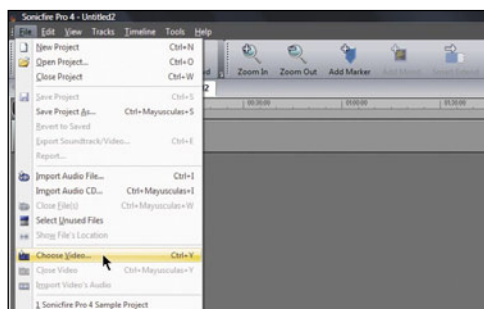 Sonicfire Pro 4 - Untitled2
File Edit View Tracks Timeline Tools Help
New Project Ctrl+N
Open Project... Ctrl+O
Close Project Ctrl+W
Save Project Ctrl+S
Save Project As... Ctrl+Mayusculas+S
Revert to Saved
Export Soundtrack/Video... Ctrl+E
Report...
Import Audio File... Ctrl+I
Import Audio CD... Ctrl+Mayusculas+I
Close File(s) Ctrl+Mayusculas+W
Select Unused Files
Show File's Location
Choose Video... Ctrl+Y
Close Video Ctrl+Mayusculas+Y
Import Video's Audio
1 Sonicfire Pro 4 Sample Project
Zoom In Zoom Out Add Marker